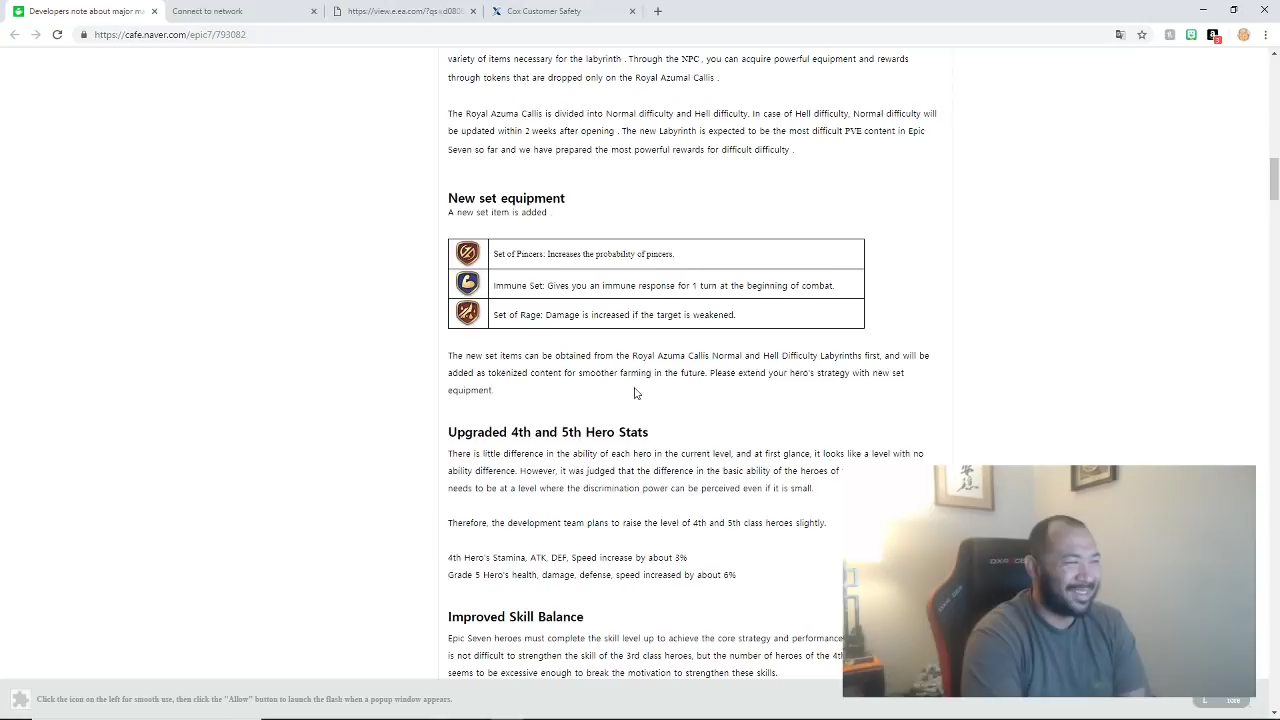 Developers note about major m
Connect to network
https://view.e.ea.com/?qs=d080
Cox Customer Safety
https://cafe.naver.com/epic7/793082
variety of items necessary for the labyrinth . Through the NPC , you can acquire powerful equipment and rewards
through tokens that are dropped only on the Royal Azumal Callis .
The Royal Azuma Callis is divided into Normal difficulty and Hell difficulty. In case of Hell difficulty, Normal difficulty will
be updated within 2 weeks after opening . The new Labyrinth is expected to be the most difficult PVE content in Epic
Seven so far and we have prepared the most powerful rewards for difficult difficulty .
New set equipment
A new set item is added .
Set of Pincers: Increases the probability of pincers.
Immune Set: Gives you an immune response for 1 turn at the beginning of combat.
Set of Rage: Damage is increased if the target is weakened.
The new set items can be obtained from the Royal Azuma Callis Normal and Hell Difficulty Labyrinths first, and will be
added as tokenized content for smoother farming in the future. Please extend your hero's strategy with new set
equipment.
Upgraded 4th and 5th Hero Stats
There is little difference in the ability of each hero in the current level, and at first glance, it looks like a level with no
ability difference. However, it was judged that the difference in the basic ability of the heroes of
needs to be at a level where the discrimination power can be perceived even if it is small.
Therefore, the development team plans to raise the level of 4th and 5th class heroes slightly.
4th Hero's Stamina, ATK, DEF, Speed increase by about 3%
Grade 5 Hero's health, damage, defense, speed increased by about 6%
Improved Skill Balance
Epic Seven heroes must complete the skill level up to achieve the core strategy and performance
is not difficult to strengthen the skill of the 3rd class heroes, but the number of heroes of the 4th
seems to be excessive enough to break the motivation to strengthen these skills.
Click the icon on the left for smooth use, then click the "Allow" button to launch the flash when a popup window appears.